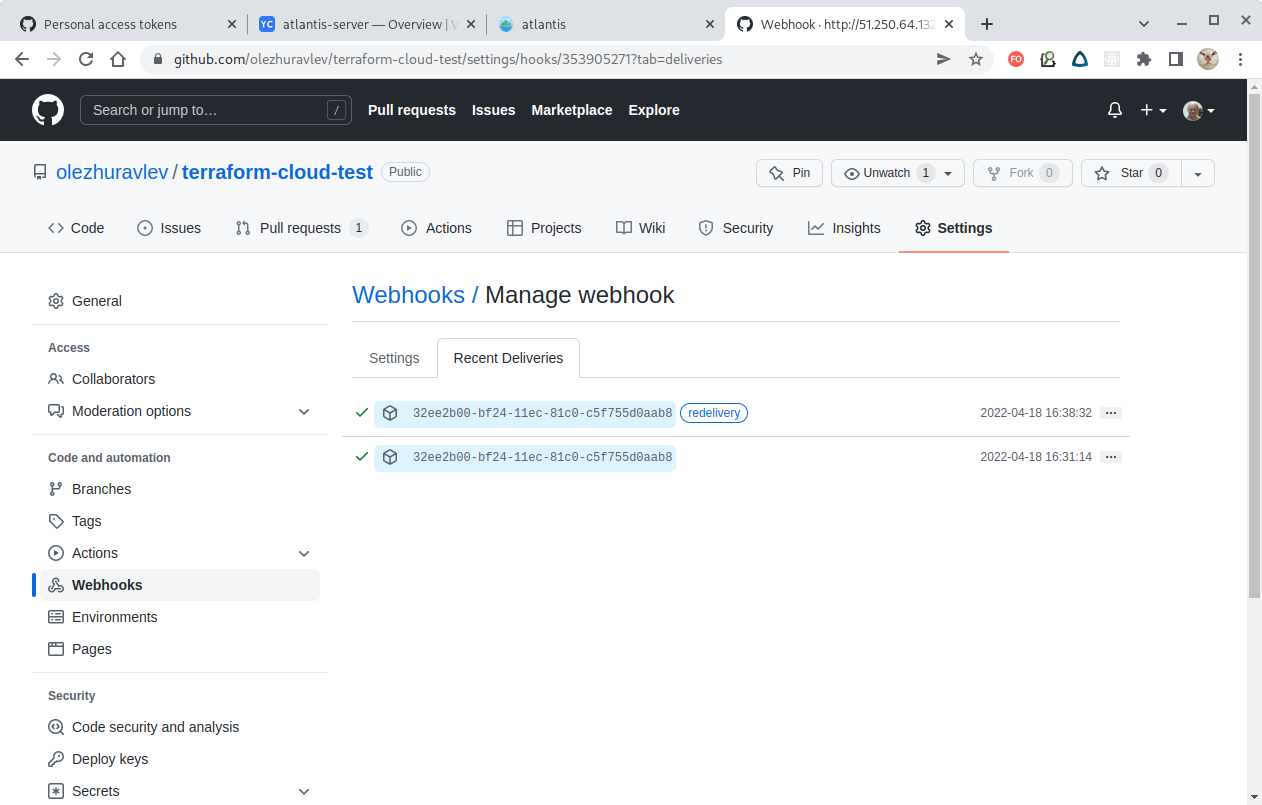 Personal access tokens
YC atlantis-server — Overview | V
atlantis
Webhook · http://51.250.64.132
github.com/olezhuravlev/terraform-cloud-test/settings/hooks/353905271?tab=deliveries
FO
Search or jump to… /
Pull requests Issues Marketplace Explore
olezhuravlev / terraform-cloud-test Public
Pin
Unwatch 1
Fork 0
Star 0
Code
Issues
Pull requests 1
Actions
Projects
Wiki
Security
Insights
Settings
General
Access
Collaborators
Moderation options
Code and automation
Branches
Tags
Actions
Webhooks
Environments
Pages
Security
Code security and analysis
Deploy keys
Secrets
Webhooks / Manage webhook
Settings Recent Deliveries
32ee2b00-bf24-11ec-81c0-c5f755d0aab8 redelivery 2022-04-18 16:38:32 ...
32ee2b00-bf24-11ec-81c0-c5f755d0aab8 2022-04-18 16:31:14 ...